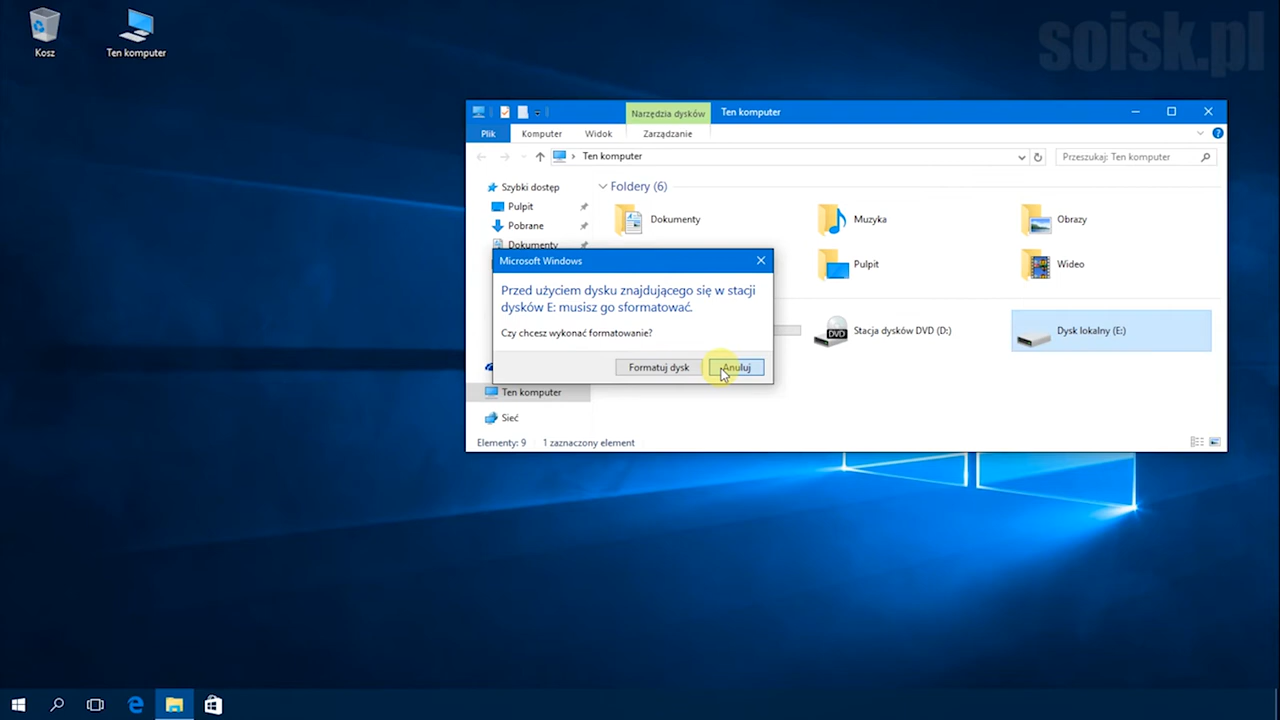 soisk.pl
Kosz
Ten komputer
Narzędzia dysków
Ten komputer
Plik
Komputer
Widok
Zarządzanie
Ten komputer
Przeszukaj: Ten komputer
Szybki dostęp
Pulpit
Pobrane
Dokumenty
Foldery (6)
Dokumenty
Muzyka
Obrazy
Pulpit
Wideo
Microsoft Windows
Przed użyciem dysku znajdującego się w stacji
dysków E: musisz go sformatować.
Czy chcesz wykonać formatowanie?
Formatuj dysk
Anuluj
DVD
Stacja dysków DVD (D:)
Dysk lokalny (E:)
Ten komputer
Sieć
Elementy: 9
1 zaznaczony element